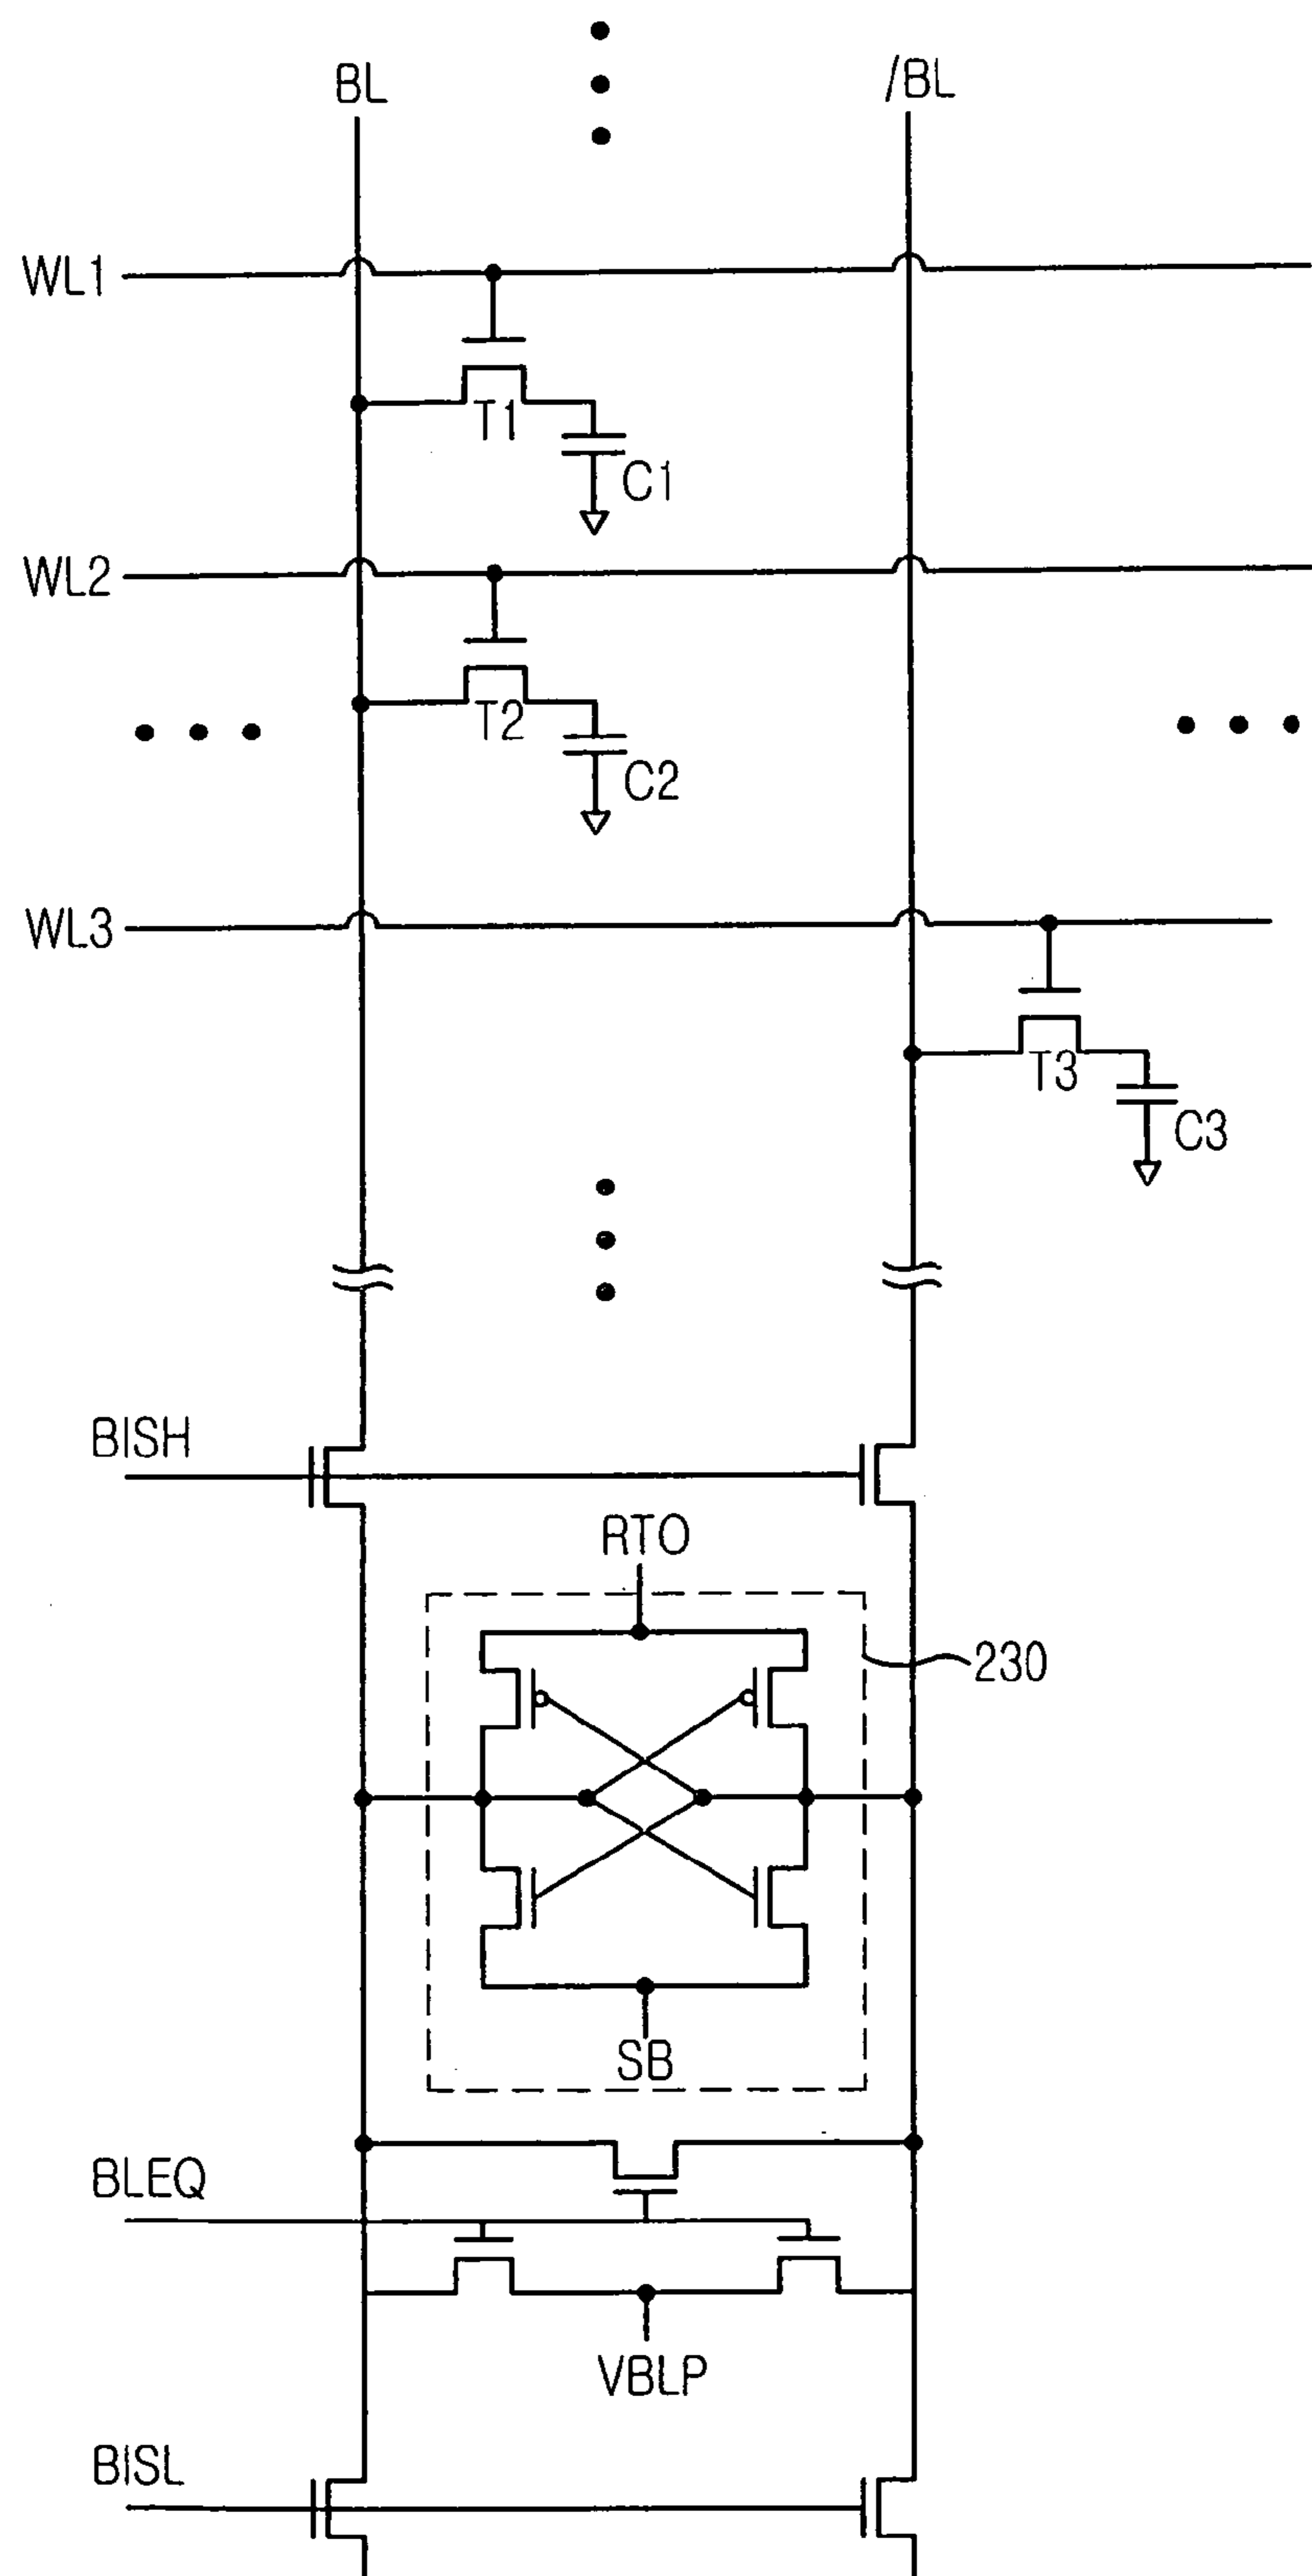 BL
/BL
WL1
T1
C1
WL2
T2
C2
WL3
T3
C3
BISH
RTO
230
SB
BLEQ
VBLP
BISL